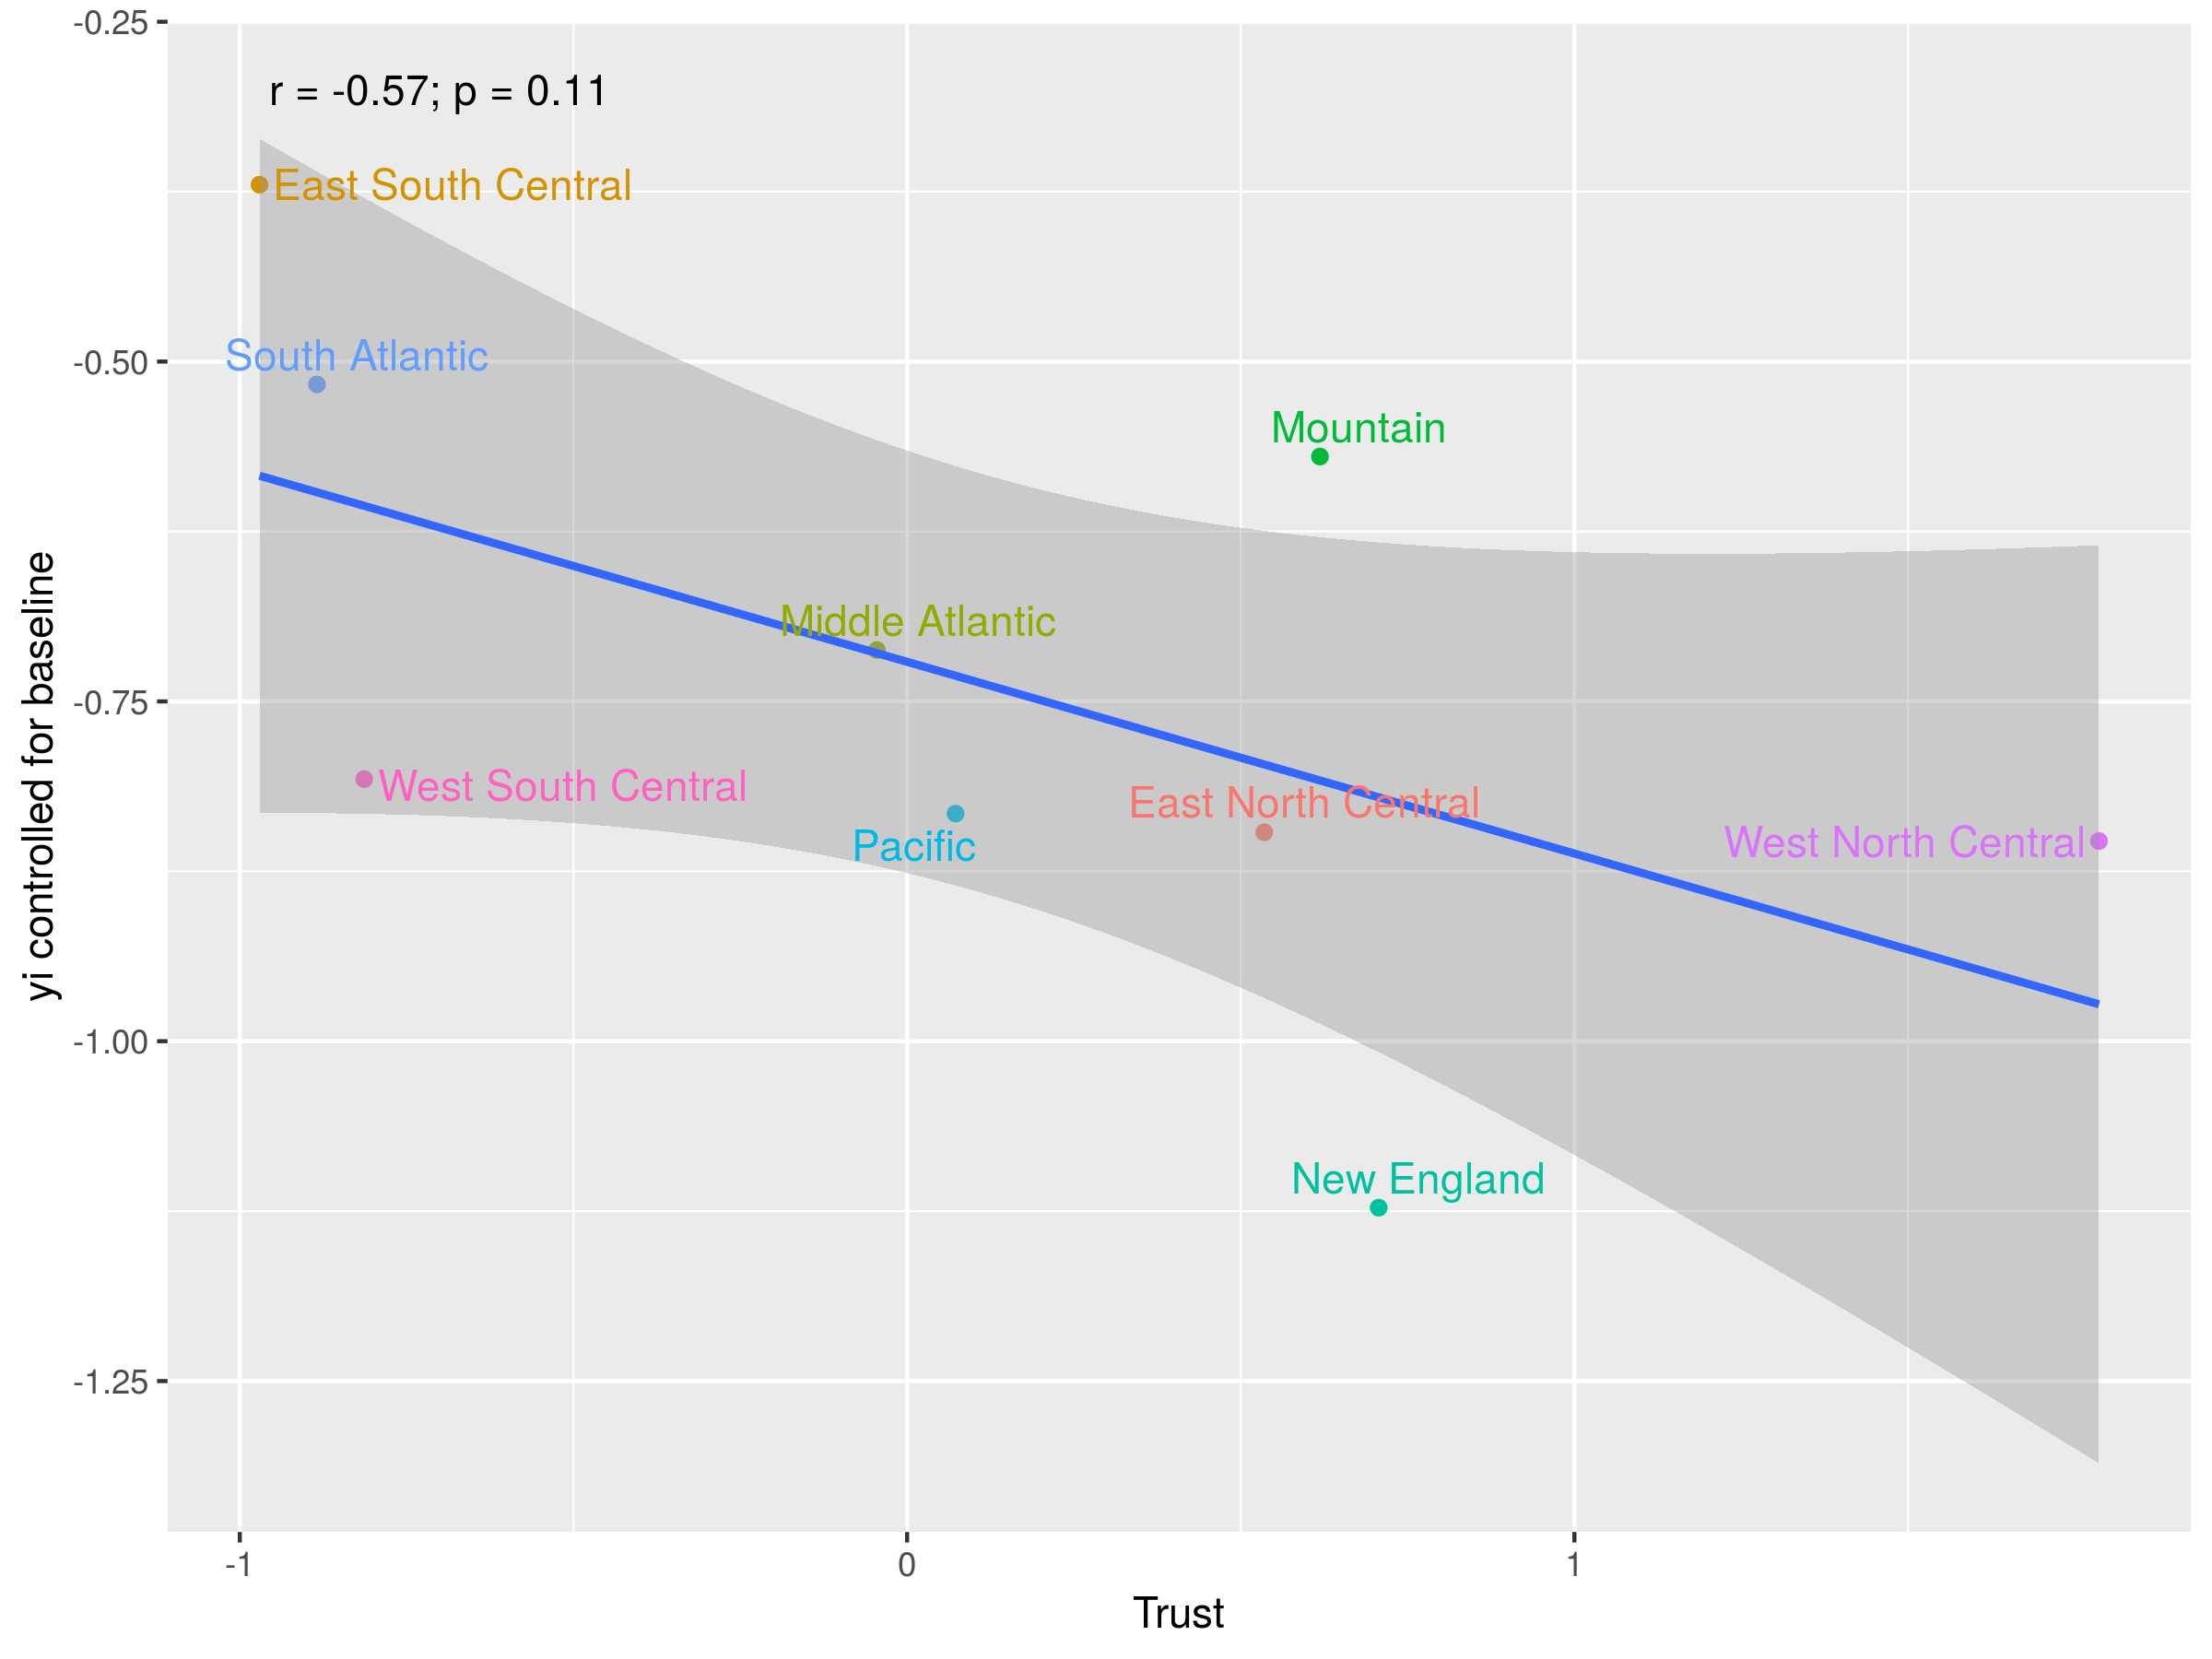 -0.25
r = -0.57; p = 0.11
East South Central
South Atlantic
-0.50
Mountain
Middle Atlantic
-0.75
West South Central
East North Central
Pacific
West North Central
yi controlled for baseline
-1.00
New England
-1.25
-1
0
1
Trust